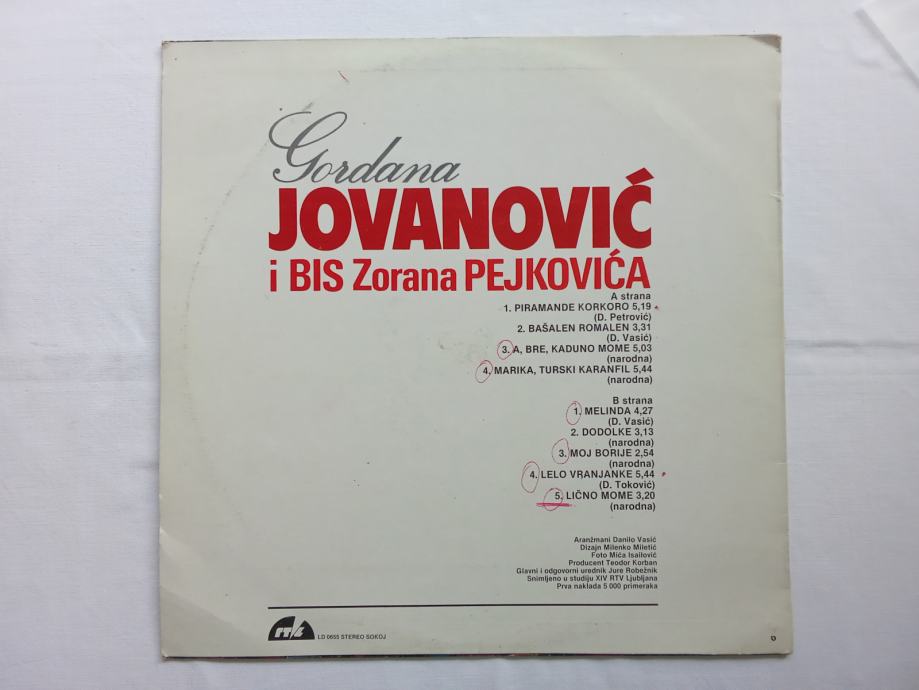 Gordana
JOVANOVIĆ
i BIS Zorana PEJKOVIĆA
A strana
1. PIRAMANDE KORKORO 5,19
(D. Petrović)
2. BAŠALEN ROMALEN 3,31
(D. Vasić)
3. A, BRE, KADUNO MOME 5,03
(narodna)
4. MARIKA, TURSKI KARANFIL 5,44
(narodna)
B strana
1. MELINDA 4,27
(D. Vasić)
2. DODOLKE 3,13
(narodna)
3. MOJ BORIJE 2,54
(narodna)
4. LELO VRANJANKE 5,44
(D. Toković)
5. LIČNO MOME 3,20
(narodna)
Aranžmani Danilo Vasić
Dizajn Milenko Miletić
Foto Mića Isailović
Producent Teodor Korban
Glavni i odgovorni urednik Jure Robežnik
Snimljeno u studiju XIV RTV Ljubljana
Prva naklada 5 000 primeraka
LD 0655 STEREO SOKOJ